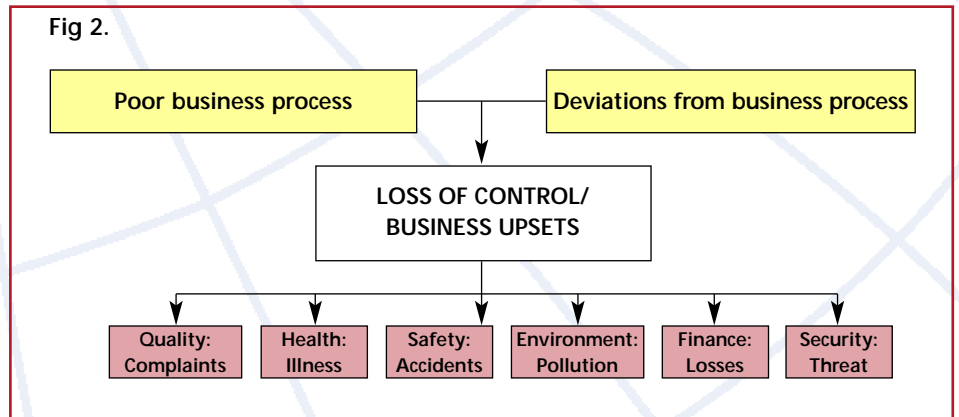 Fig 2.
Poor business process
Deviations from business process
LOSS OF CONTROL/
BUSINESS UPSETS
Quality:
Complaints
Health:
Illness
Safety:
Accidents
Environment:
Pollution
Finance:
Losses
Security:
Threat